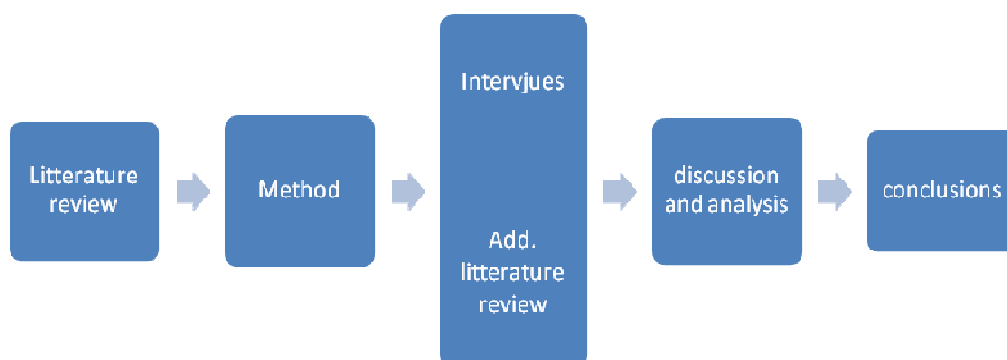 Litterature
review
Method
Intervjues
Add.
litterature
review
discussion
and analysis
conclusions